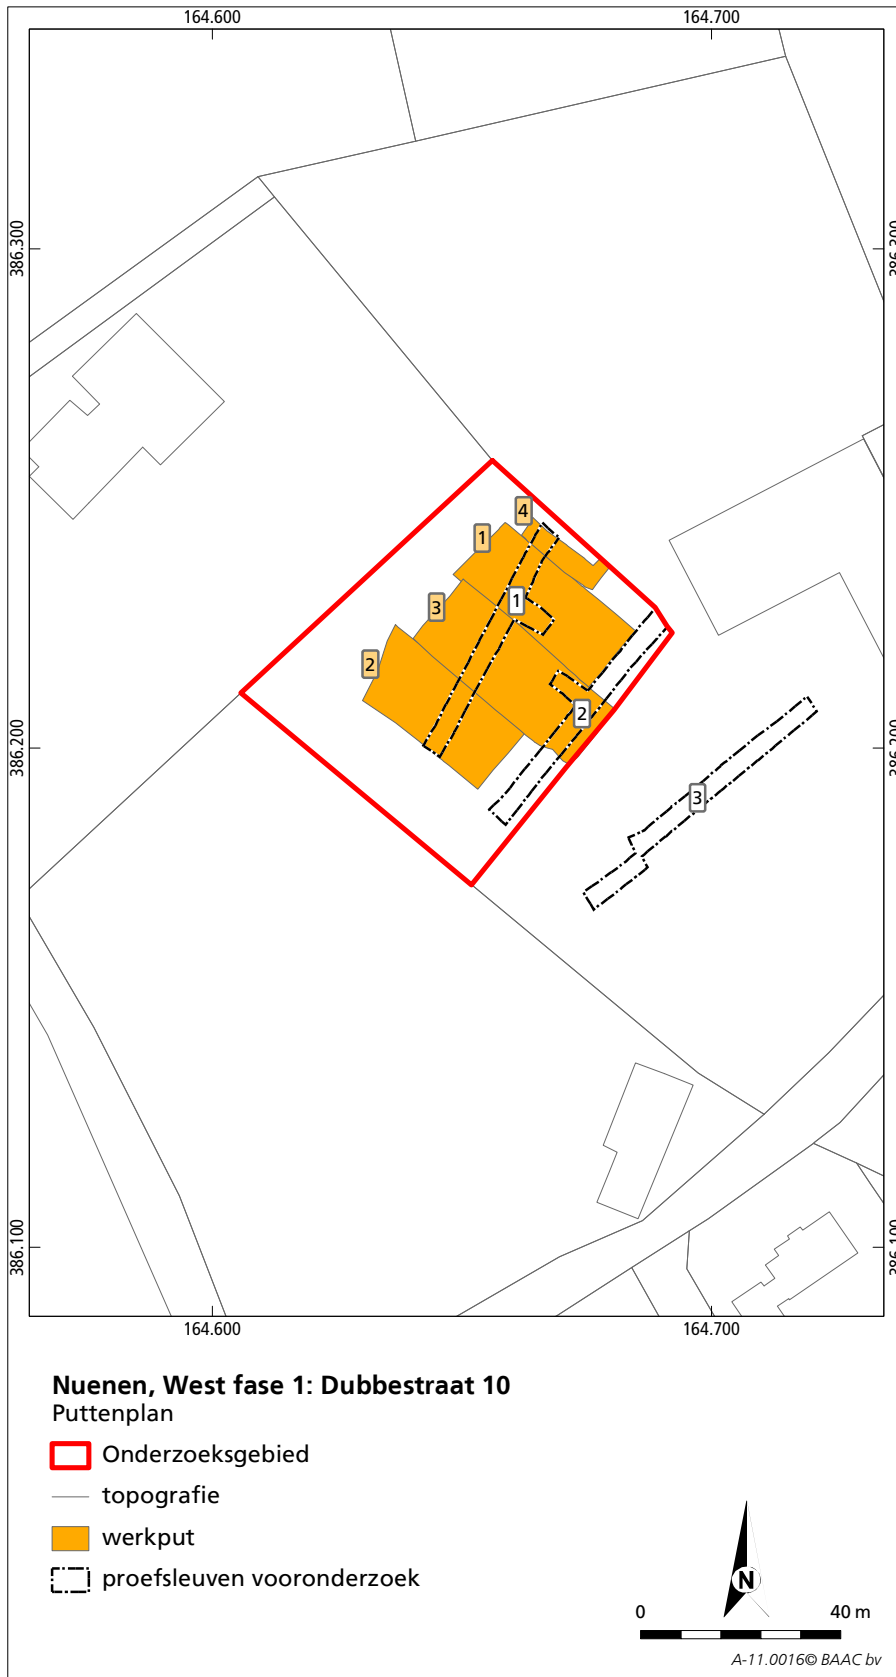 164.600 164.700
386.300 386.300
4
1
1
3
2
2
386.200 386.200
3
386.100 386.100
164.600 164.700
Nuenen, West fase 1: Dubbestraat 10
Puttenplan
Onderzoeksgebied
topografie
werkput
proefsleuven vooronderzoek
N
0 40 m
A-11.0016© BAAC bv